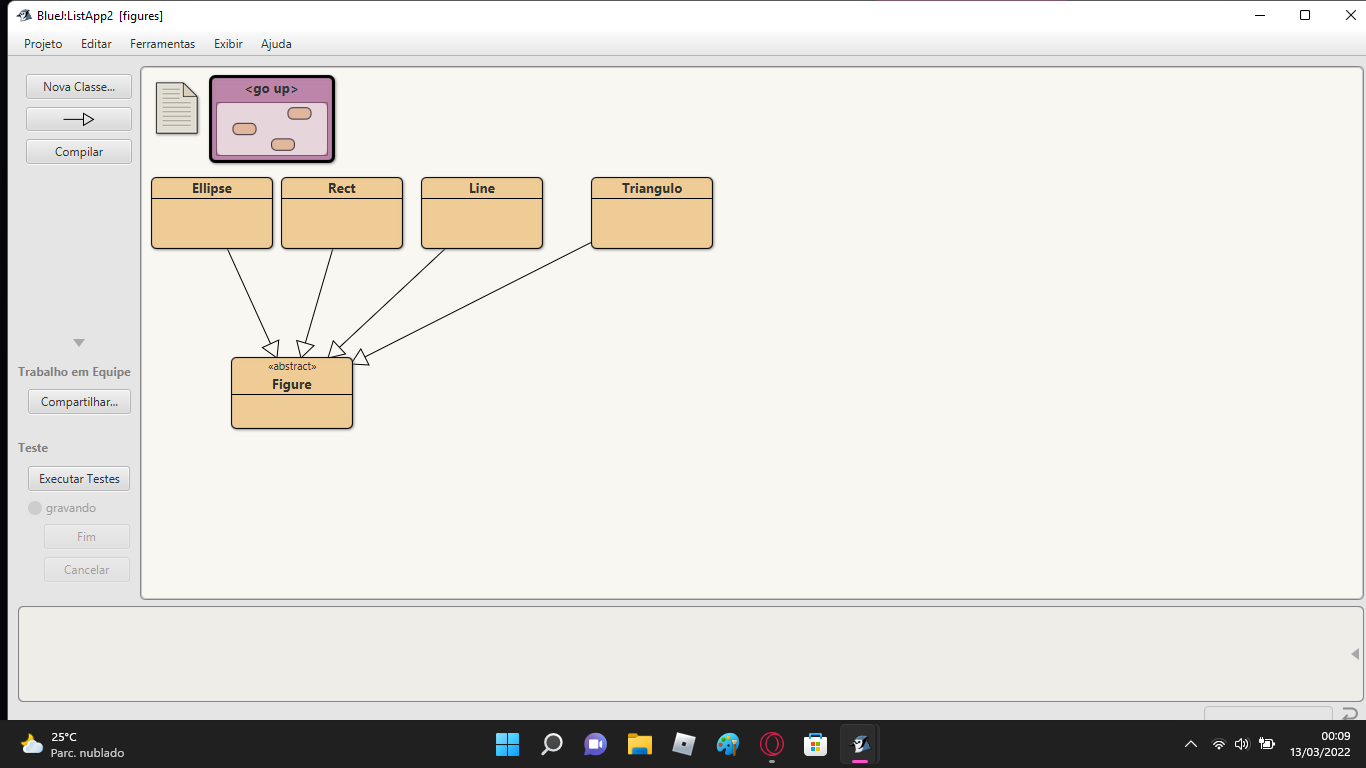 BlueJ:ListApp2 [figures]
Projeto Editar Ferramentas Exibir Ajuda
Nova Classe...
Compilar
<go up>
Ellipse
Rect
Line
Triangulo
«abstract»
Figure
Trabalho em Equipe
Compartilhar...
Teste
Executar Testes
gravando
Fim
Cancelar
25°C
Parc. nublado
00:09
13/03/2022